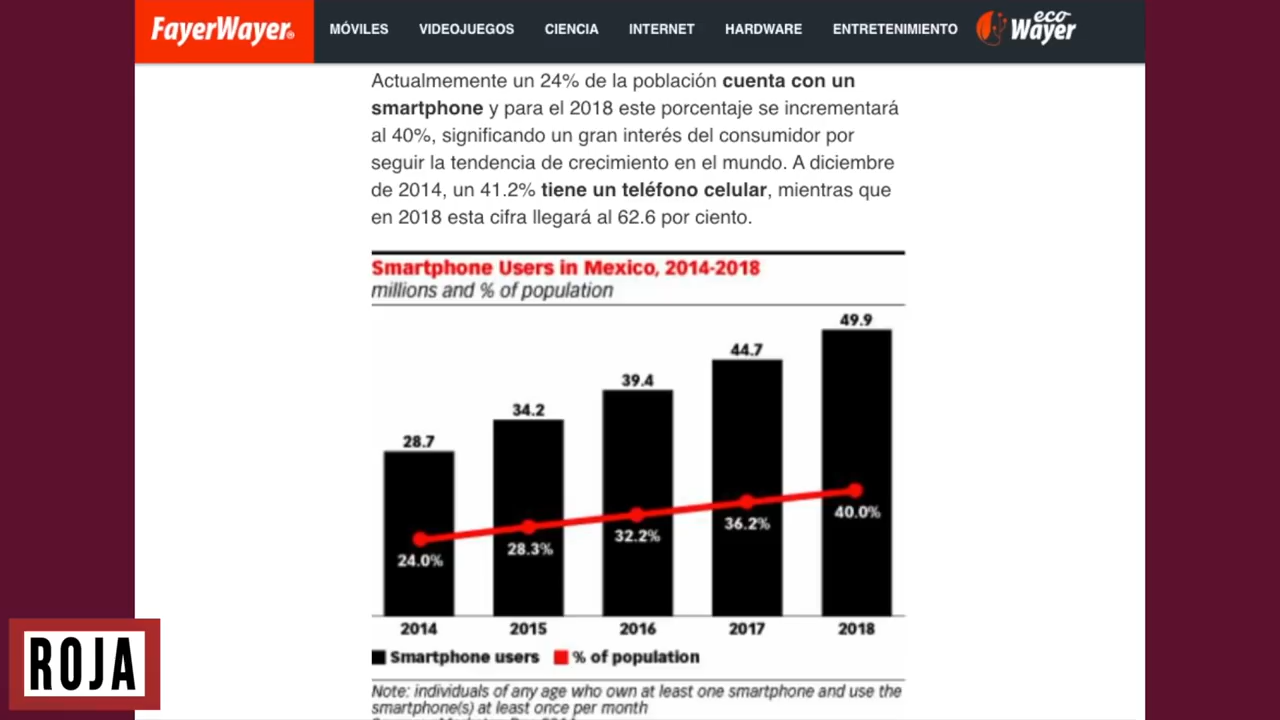 FayerWayer® MÓVILES VIDEOJUEGOS CIENCIA INTERNET HARDWARE ENTRETENIMIENTO eco Wayer
Actualmemente un 24% de la población cuenta con un
smartphone y para el 2018 este porcentaje se incrementará
al 40%, significando un gran interés del consumidor por
seguir la tendencia de crecimiento en el mundo. A diciembre
de 2014, un 41.2% tiene un teléfono celular, mientras que
en 2018 esta cifra llegará al 62.6 por ciento.
Smartphone Users in Mexico, 2014-2018
millions and % of population
28.7 34.2 39.4 44.7 49.9
24.0% 28.3% 32.2% 36.2% 40.0%
2014 2015 2016 2017 2018
Smartphone users % of population
Note: individuals of any age who own at least one smartphone and use the
smartphone(s) at least once per month
ROJA